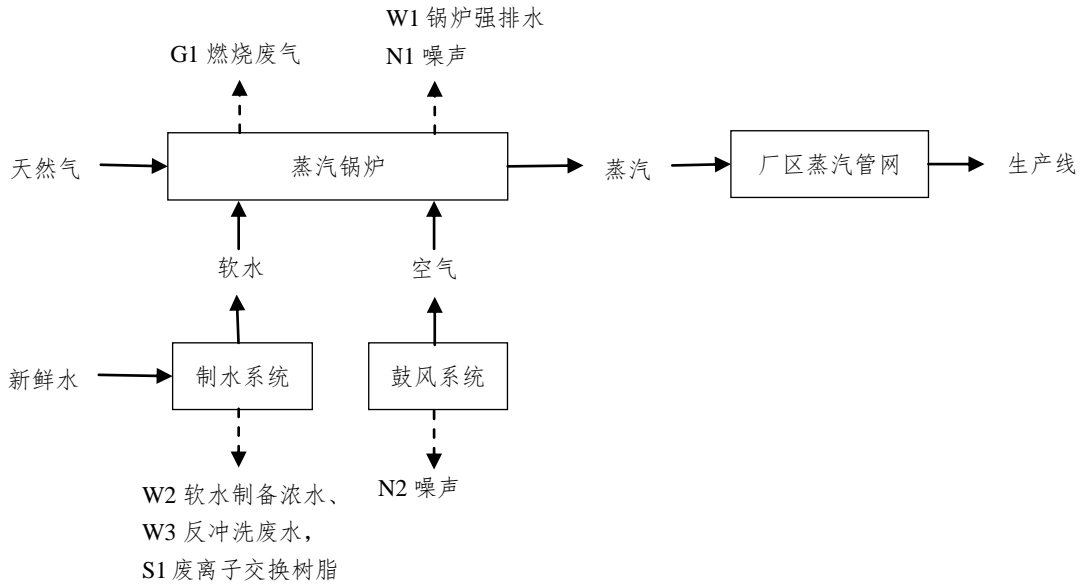 W1 锅炉强排水
G1 燃烧废气
N1 噪声
天然气
蒸汽锅炉
蒸汽
厂区蒸汽管网
生产线
软水
空气
新鲜水
制水系统
鼓风系统
W2 软水制备浓水、
N2 噪声
W3 反冲洗废水，
S1 废离子交换树脂